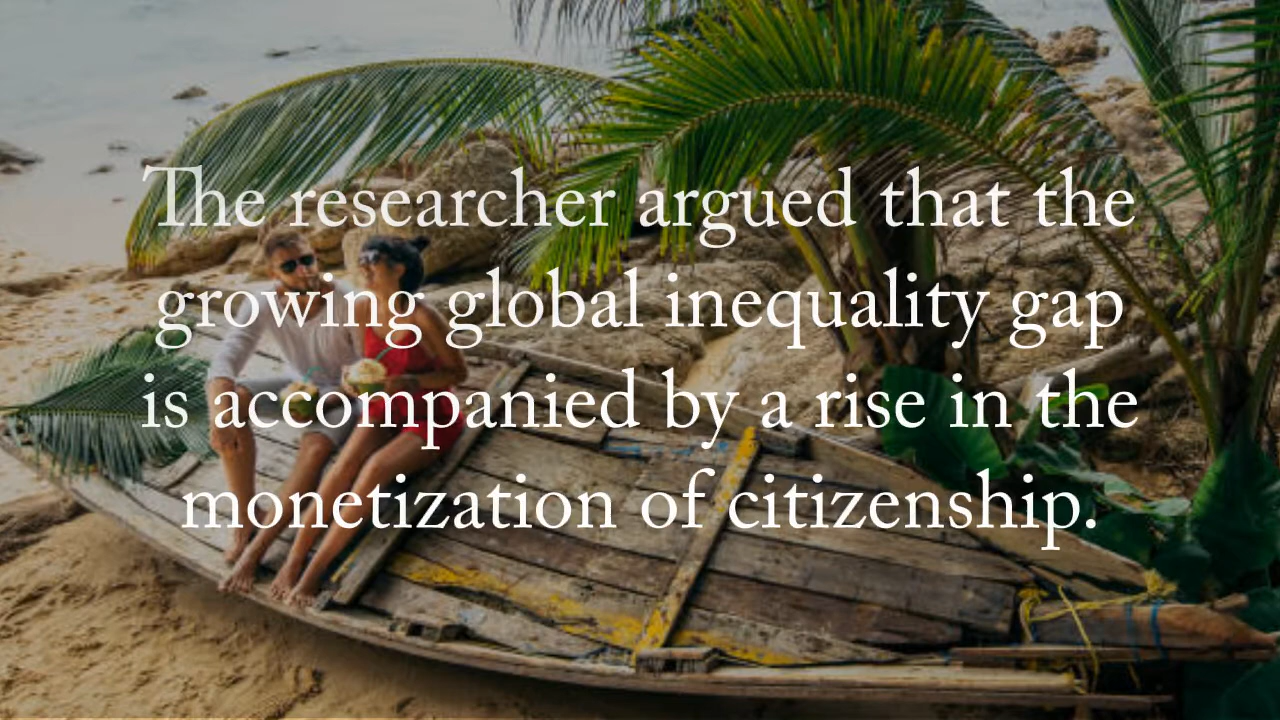 The researcher argued that the
growing global inequality gap
is accompanied by a rise in the
monetization of citizenship.